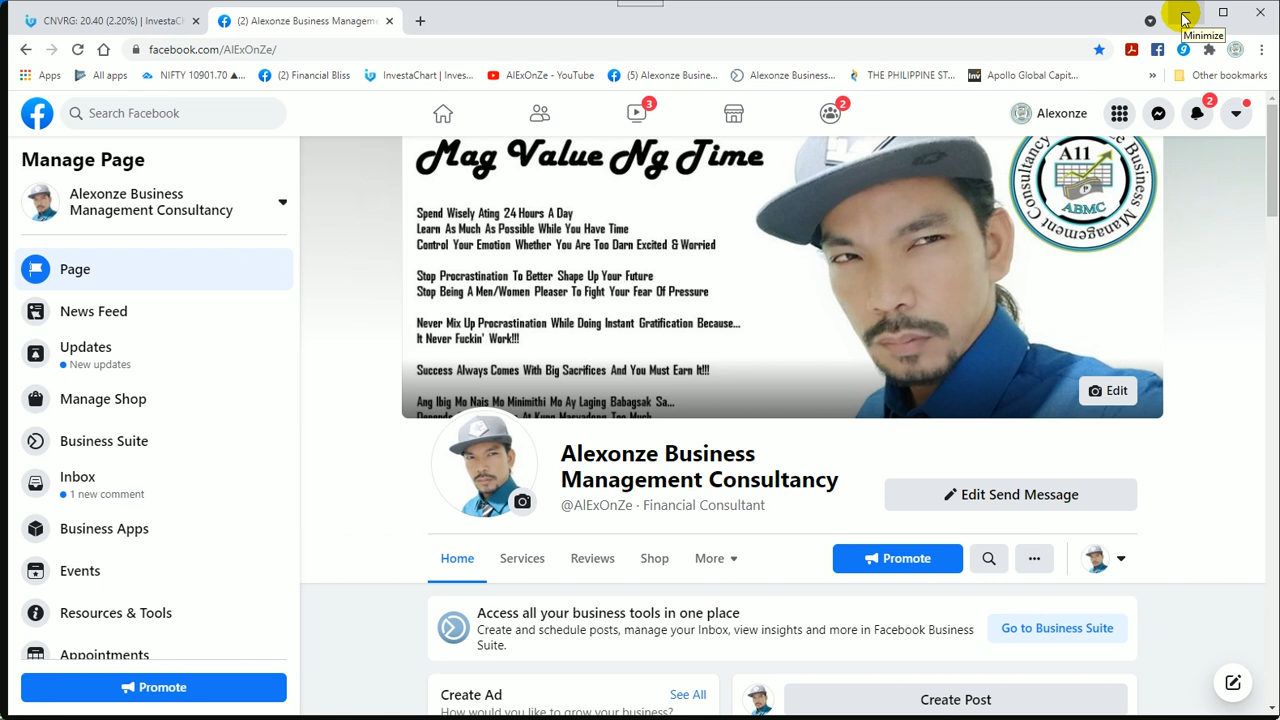 CNVRG: 20.40 (2.20%) | InvestaCh
(2) Alexonze Business Managem
Minimize
facebook.com/AlExOnZe/
Apps
All apps
NIFTY 10901.70 ▲...
(2) Financial Bliss
InvestaChart | Inves...
AlExOnZe - YouTube
(5) Alexonze Busine...
Alexonze Business...
THE PHILIPPINE ST...
Apollo Global Capit...
»
Other bookmarks
Search Facebook
3
2
Alexonze
2
Manage Page
Alexonze Business
Management Consultancy
Page
News Feed
Updates
New updates
Manage Shop
Business Suite
Inbox
1 new comment
Business Apps
Events
Resources & Tools
Appointments
Promote
Mag Value Ng Time
Spend Wisely Ating 24 Hours A Day
Learn As Much As Possible While You Have Time
Control Your Emotion Whether You Are Too Darn Excited & Worried
Stop Procrastination To Better Shape Up Your Future
Stop Being A Men/Women Pleaser To Fight Your Fear Of Pressure
Never Mix Up Procrastination While Doing Instant Gratification Because...
It Never Fuckin' Work!!!
Success Always Comes With Big Sacrifices And You Must Earn It!!!
Ang Ibig Mo Nais Mo Minimithi Mo Ay Laging Babagsak Sa...
A11
P
ABMC
Business Management Consultancy
Edit
Alexonze Business
Management Consultancy
@AlExOnZe · Financial Consultant
Edit Send Message
Home
Services
Reviews
Shop
More
Promote
Access all your business tools in one place
Create and schedule posts, manage your Inbox, view insights and more in Facebook Business
Suite.
Go to Business Suite
Create Ad
See All
How would you like to grow your business?
Create Post